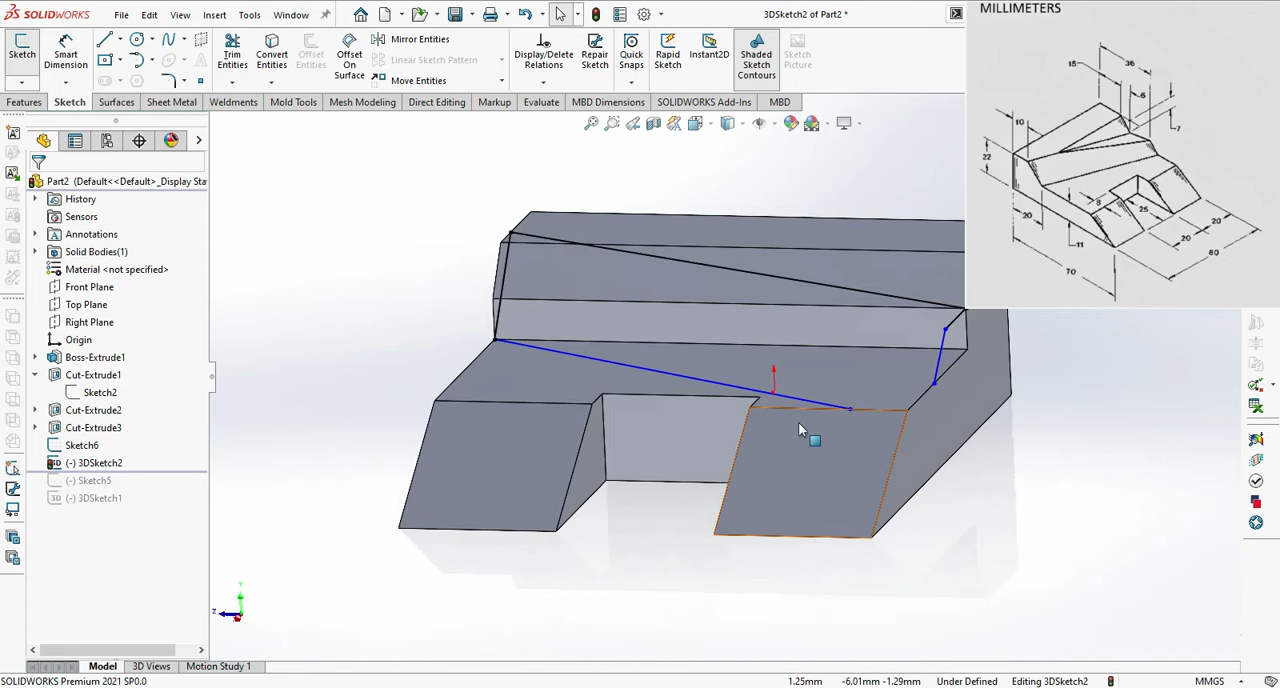 SOLIDWORKS
File
Edit
View
Insert
Tools
Window
3DSketch2 of Part2 *
MILLIMETERS
Sketch
Smart Dimension
Trim Entities
Convert Entities
Offset Entities
Offset On Surface
Mirror Entities
Linear Sketch Pattern
Move Entities
Display/Delete Relations
Repair Sketch
Quick Snaps
Rapid Sketch
Instant2D
Shaded Sketch Contours
Sketch Picture
Features
Sketch
Surfaces
Sheet Metal
Weldments
Mold Tools
Mesh Modeling
Direct Editing
Markup
Evaluate
MBD Dimensions
SOLIDWORKS Add-Ins
MBD
Part2 (Default<<Default>_Display Sta
History
Sensors
Annotations
Solid Bodies(1)
Material <not specified>
Front Plane
Top Plane
Right Plane
Origin
Boss-Extrude1
Cut-Extrude1
Sketch2
Cut-Extrude2
Cut-Extrude3
Sketch6
(-) 3DSketch2
(-) Sketch5
(-) 3DSketch1
36
15
6
7
10
22
8
25
20
20
20
11
60
70
Y
Z
Model
3D Views
Motion Study 1
SOLIDWORKS Premium 2021 SP0.0
1.25mm
-6.01mm -1.29mm
Under Defined
Editing 3DSketch2
MMGS